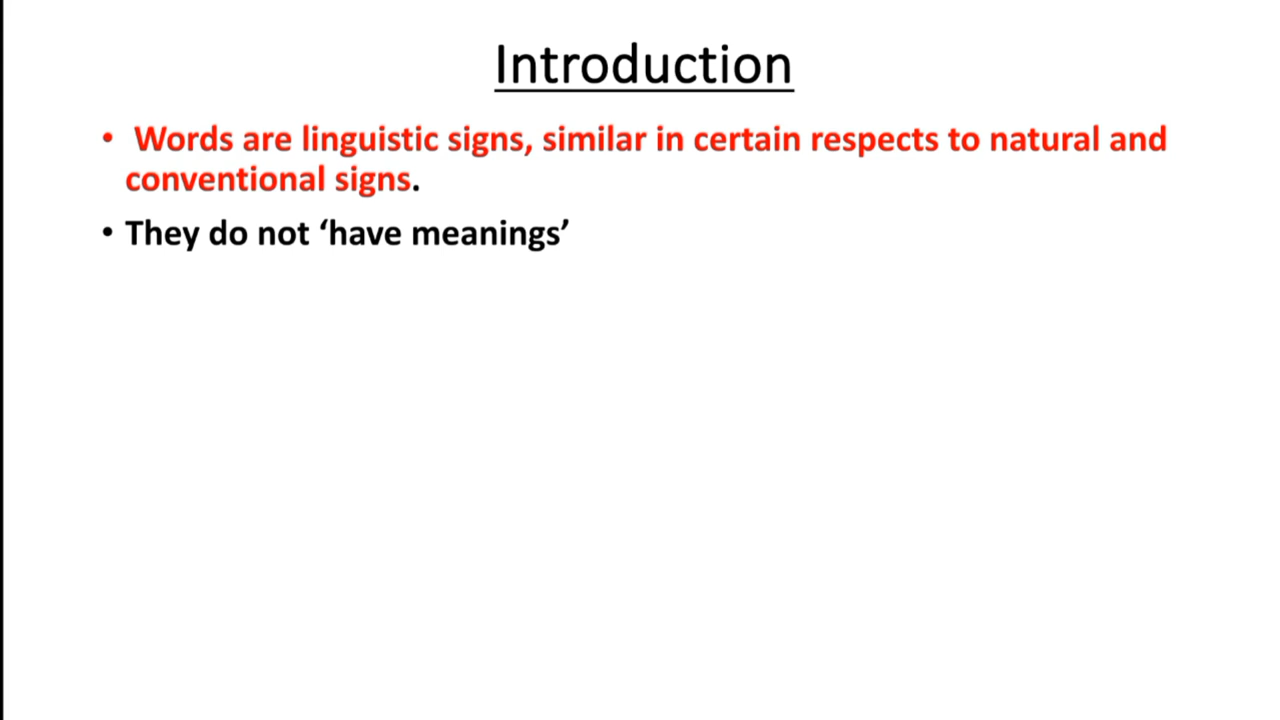 Introduction
• Words are linguistic signs, similar in certain respects to natural and
conventional signs.
• They do not ‘have meanings’